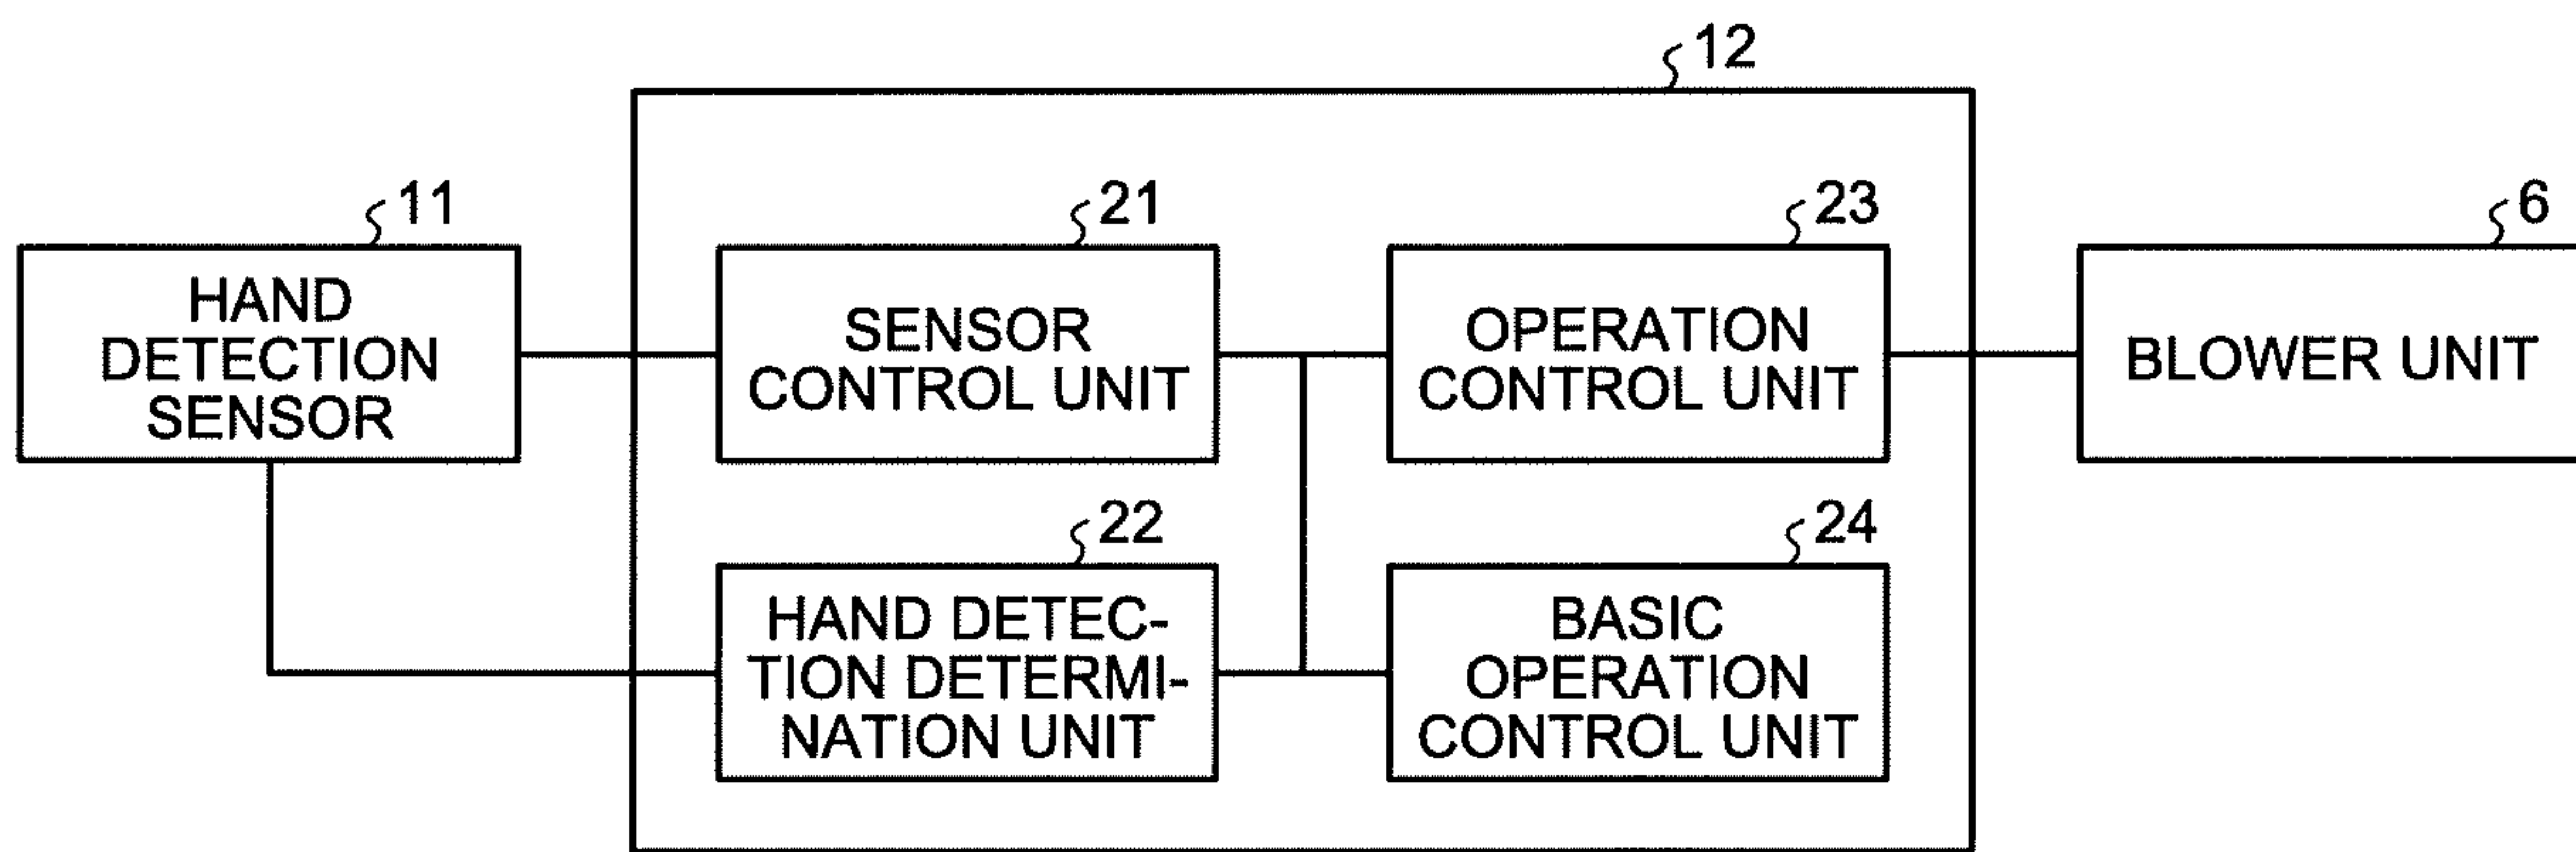 12
11
HAND
DETECTION
SENSOR
21
SENSOR
CONTROL UNIT
23
OPERATION
CONTROL UNIT
6
BLOWER UNIT
22
HAND DETEC-
TION DETERMI-
NATION UNIT
24
BASIC
OPERATION
CONTROL UNIT